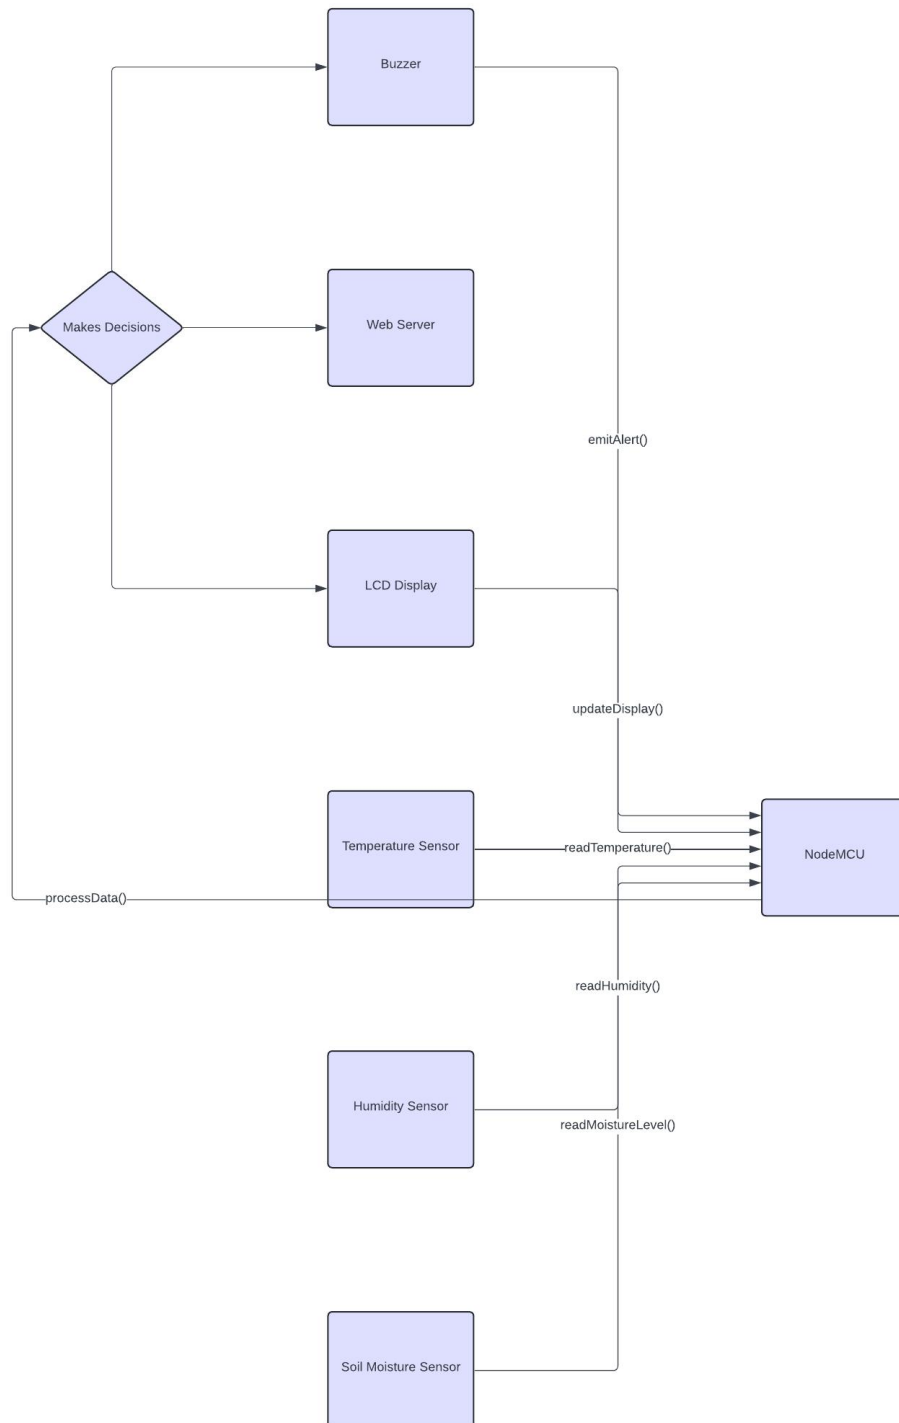 Buzzer
Makes Decisions
Web Server
emitAlert()
LCD Display
updateDisplay()
Temperature Sensor
readTemperature()
NodeMCU
processData()
readHumidity()
Humidity Sensor
readMoistureLevel()
Soil Moisture Sensor